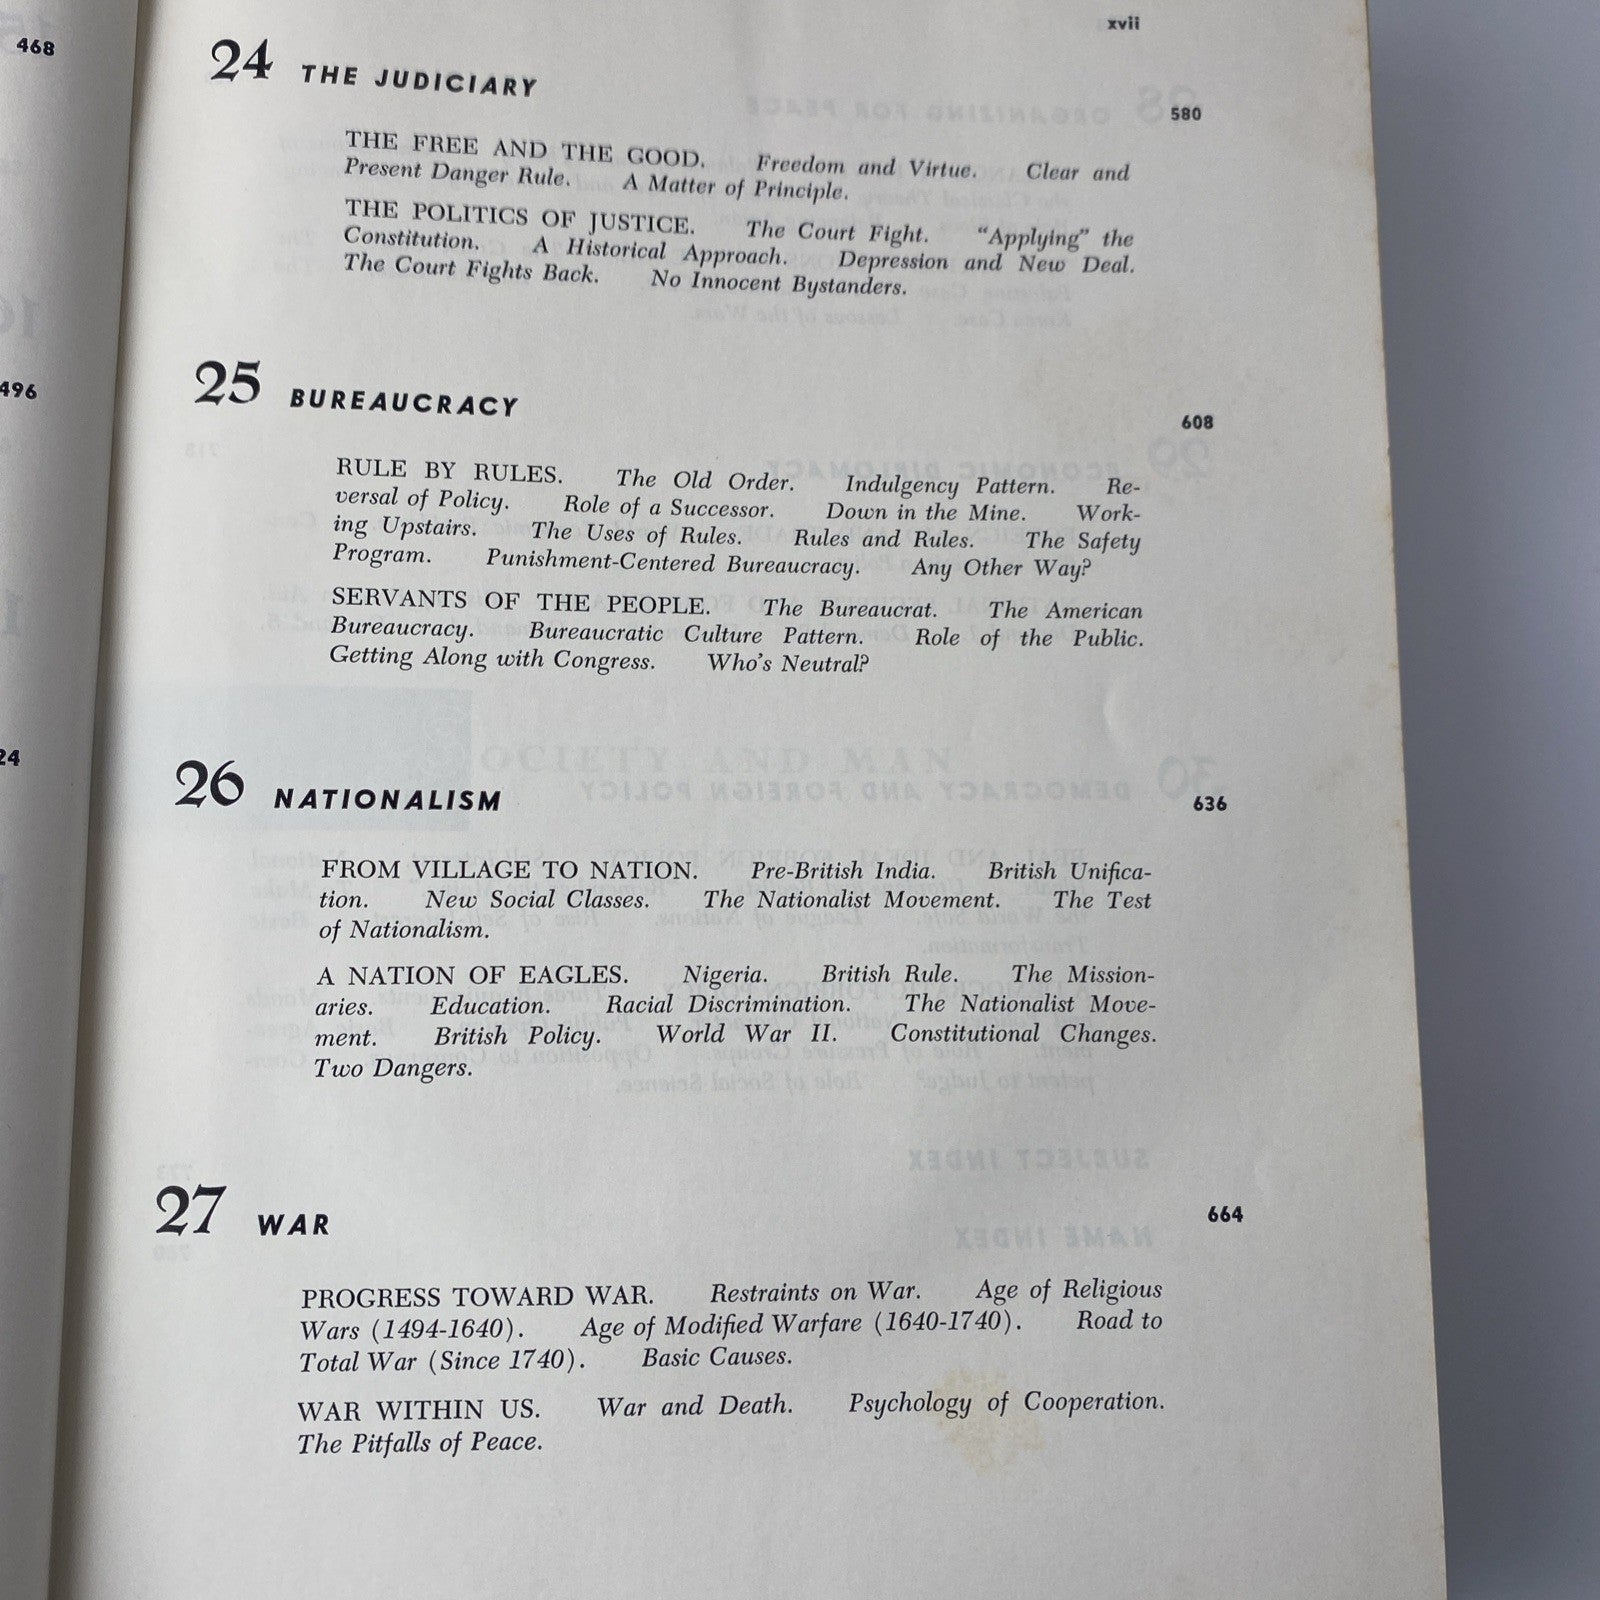 468
496
24
xvii
24 THE JUDICIARY 580
THE FREE AND THE GOOD. Freedom and Virtue. Clear and
Present Danger Rule. A Matter of Principle.
THE POLITICS OF JUSTICE. The Court Fight. "Applying" the
Constitution. A Historical Approach. Depression and New Deal.
The Court Fights Back. No Innocent Bystanders.
25 BUREAUCRACY 608
RULE BY RULES. The Old Order. Indulgency Pattern. Re-
versal of Policy. Role of a Successor. Down in the Mine. Work-
ing Upstairs. The Uses of Rules. Rules and Rules. The Safety
Program. Punishment-Centered Bureaucracy. Any Other Way?
SERVANTS OF THE PEOPLE. The Bureaucrat. The American
Bureaucracy. Bureaucratic Culture Pattern. Role of the Public.
Getting Along with Congress. Who's Neutral?
26 NATIONALISM 636
FROM VILLAGE TO NATION. Pre-British India. British Unifica-
tion. New Social Classes. The Nationalist Movement. The Test
of Nationalism.
A NATION OF EAGLES. Nigeria. British Rule. The Mission-
aries. Education. Racial Discrimination. The Nationalist Move-
ment. British Policy. World War II. Constitutional Changes.
Two Dangers.
27 WAR 664
PROGRESS TOWARD WAR. Restraints on War. Age of Religious
Wars (1494-1640). Age of Modified Warfare (1640-1740). Road to
Total War (Since 1740). Basic Causes.
WAR WITHIN US. War and Death. Psychology of Cooperation.
The Pitfalls of Peace.